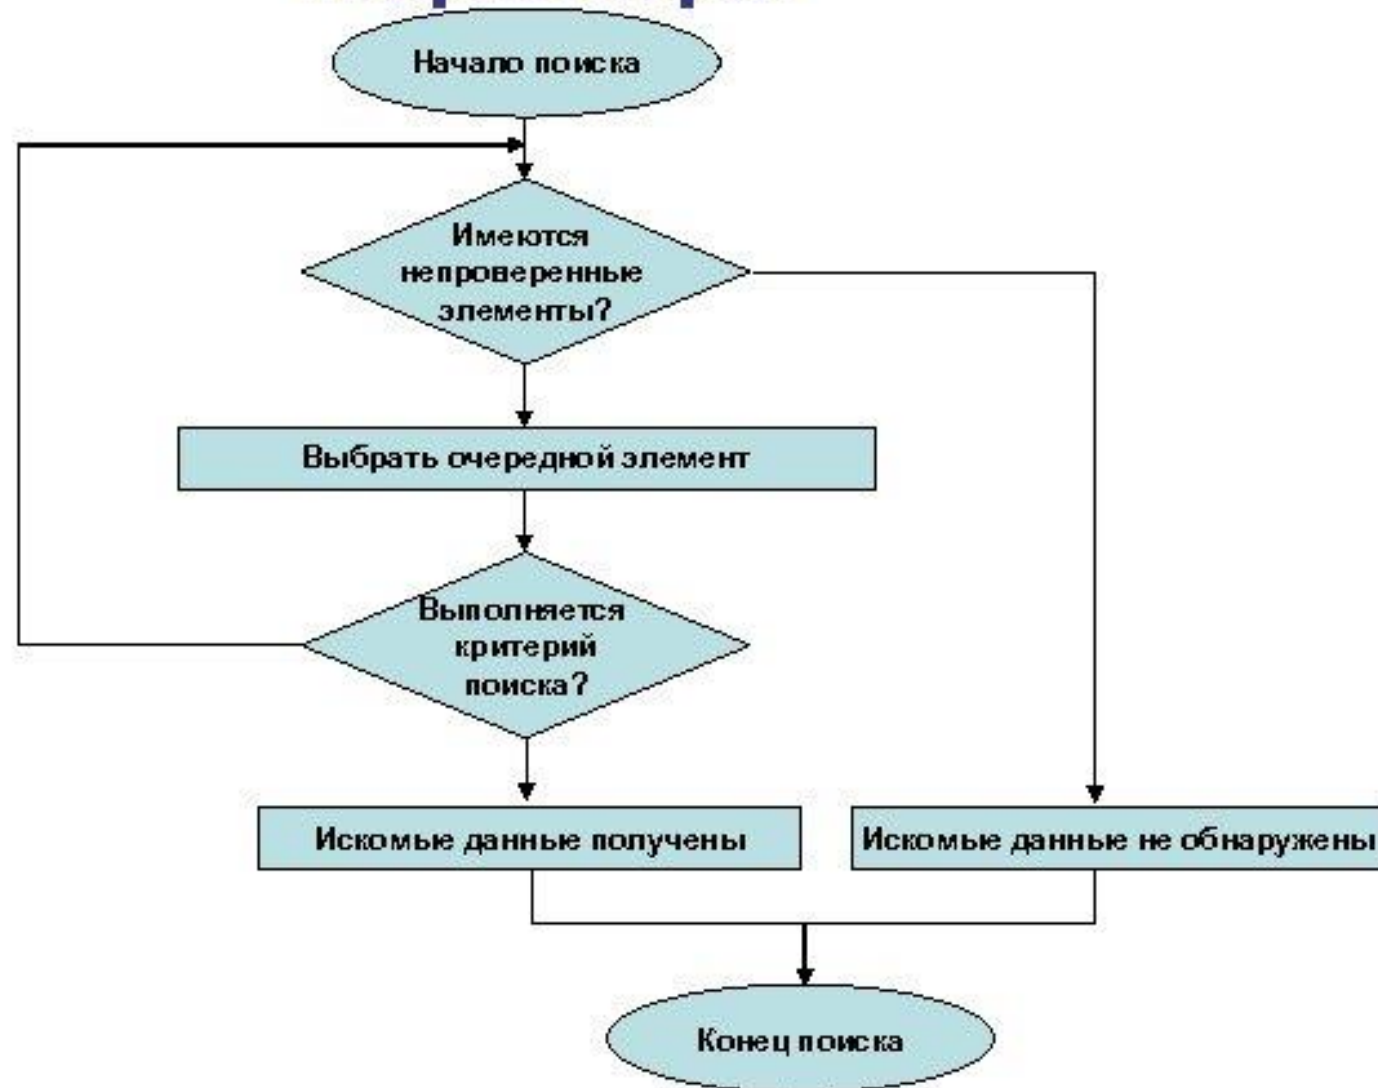 Начало поиска
Имеются
непроверенные
элементы?
Выбрать очередной элемент
Выполняется
критерий
поиска?
Искомые данные получены
Искомые данные не обнаружены
Конец поиска